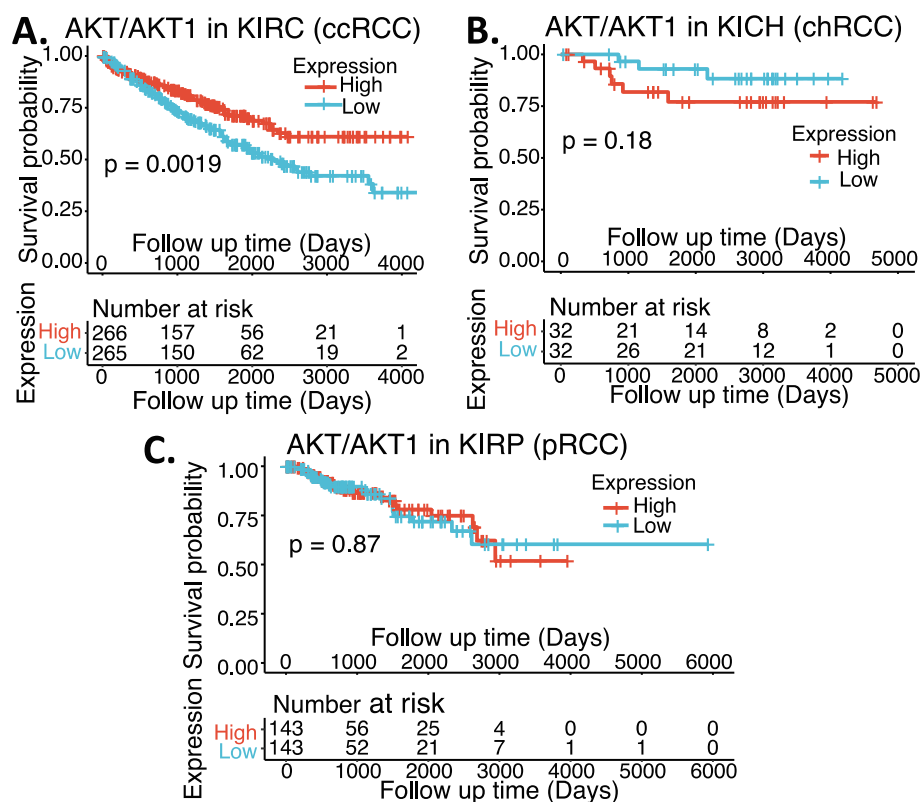 A.
AKT/AKT1 in KIRC (ccRCC)
Survival probability
1.00
0.75
0.50
0.25
0.00
Expression
High
Low
p = 0.0019
Follow up time (Days)
0 1000 2000 3000 4000
Expression
Number at risk
High 266 157 56 21 1
Low 265 150 62 19 2
0 1000 2000 3000 4000
Follow up time (Days)
B.
AKT/AKT1 in KICH (chRCC)
Survival probability
1.00
0.75
0.50
0.25
0.00
p = 0.18
Expression
High
Low
Follow up time (Days)
0 1000 2000 3000 4000 5000
Expression
Number at risk
High 32 21 14 8 2 0
Low 32 26 21 12 1 0
0 1000 2000 3000 4000 5000
Follow up time (Days)
C.
AKT/AKT1 in KIRP (pRCC)
Survival probability
1.00
0.75
0.50
0.25
0.00
Expression
High
Low
p = 0.87
Follow up time (Days)
0 1000 2000 3000 4000 5000 6000
Expression
Number at risk
High 143 56 25 4 0 0 0
Low 143 52 21 7 1 1 0
0 1000 2000 3000 4000 5000 6000
Follow up time (Days)